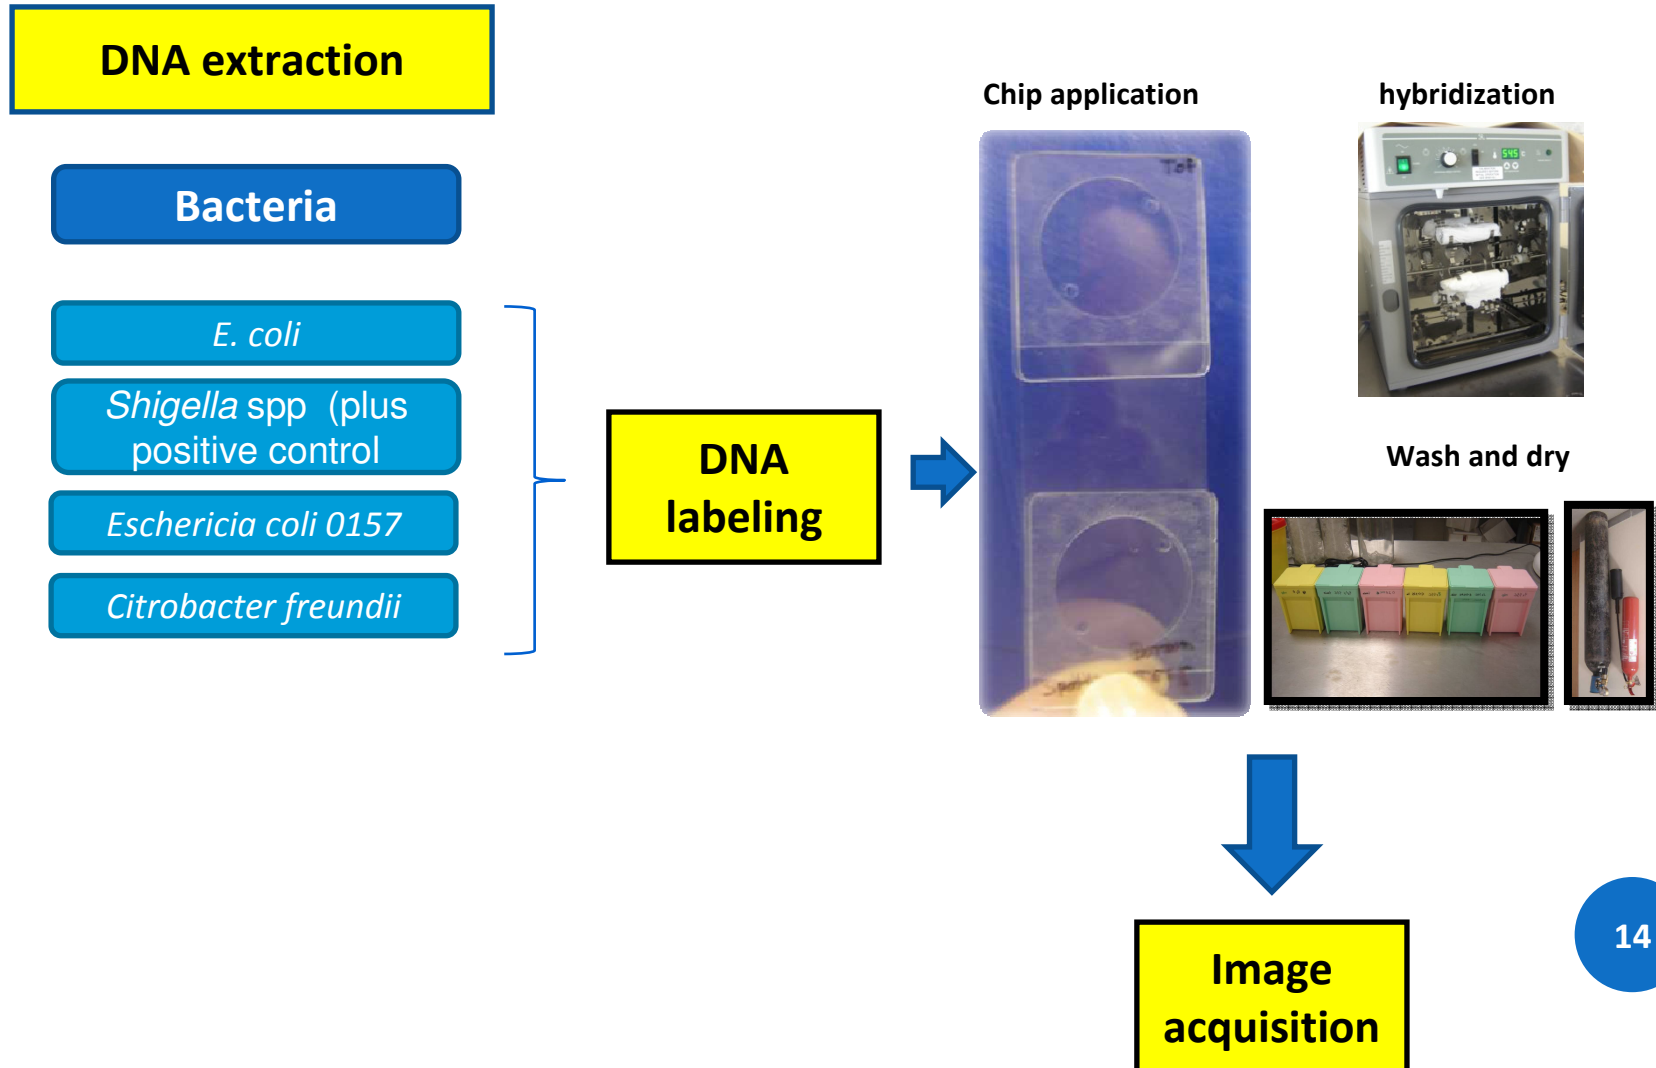 DNA extraction
Bacteria
E. coli
Shigella spp (plus
positive control
Eschericia coli 0157
Citrobacter freundii
DNA
labeling
Chip application
hybridization
545
Wash and dry
Image
acquisition
14